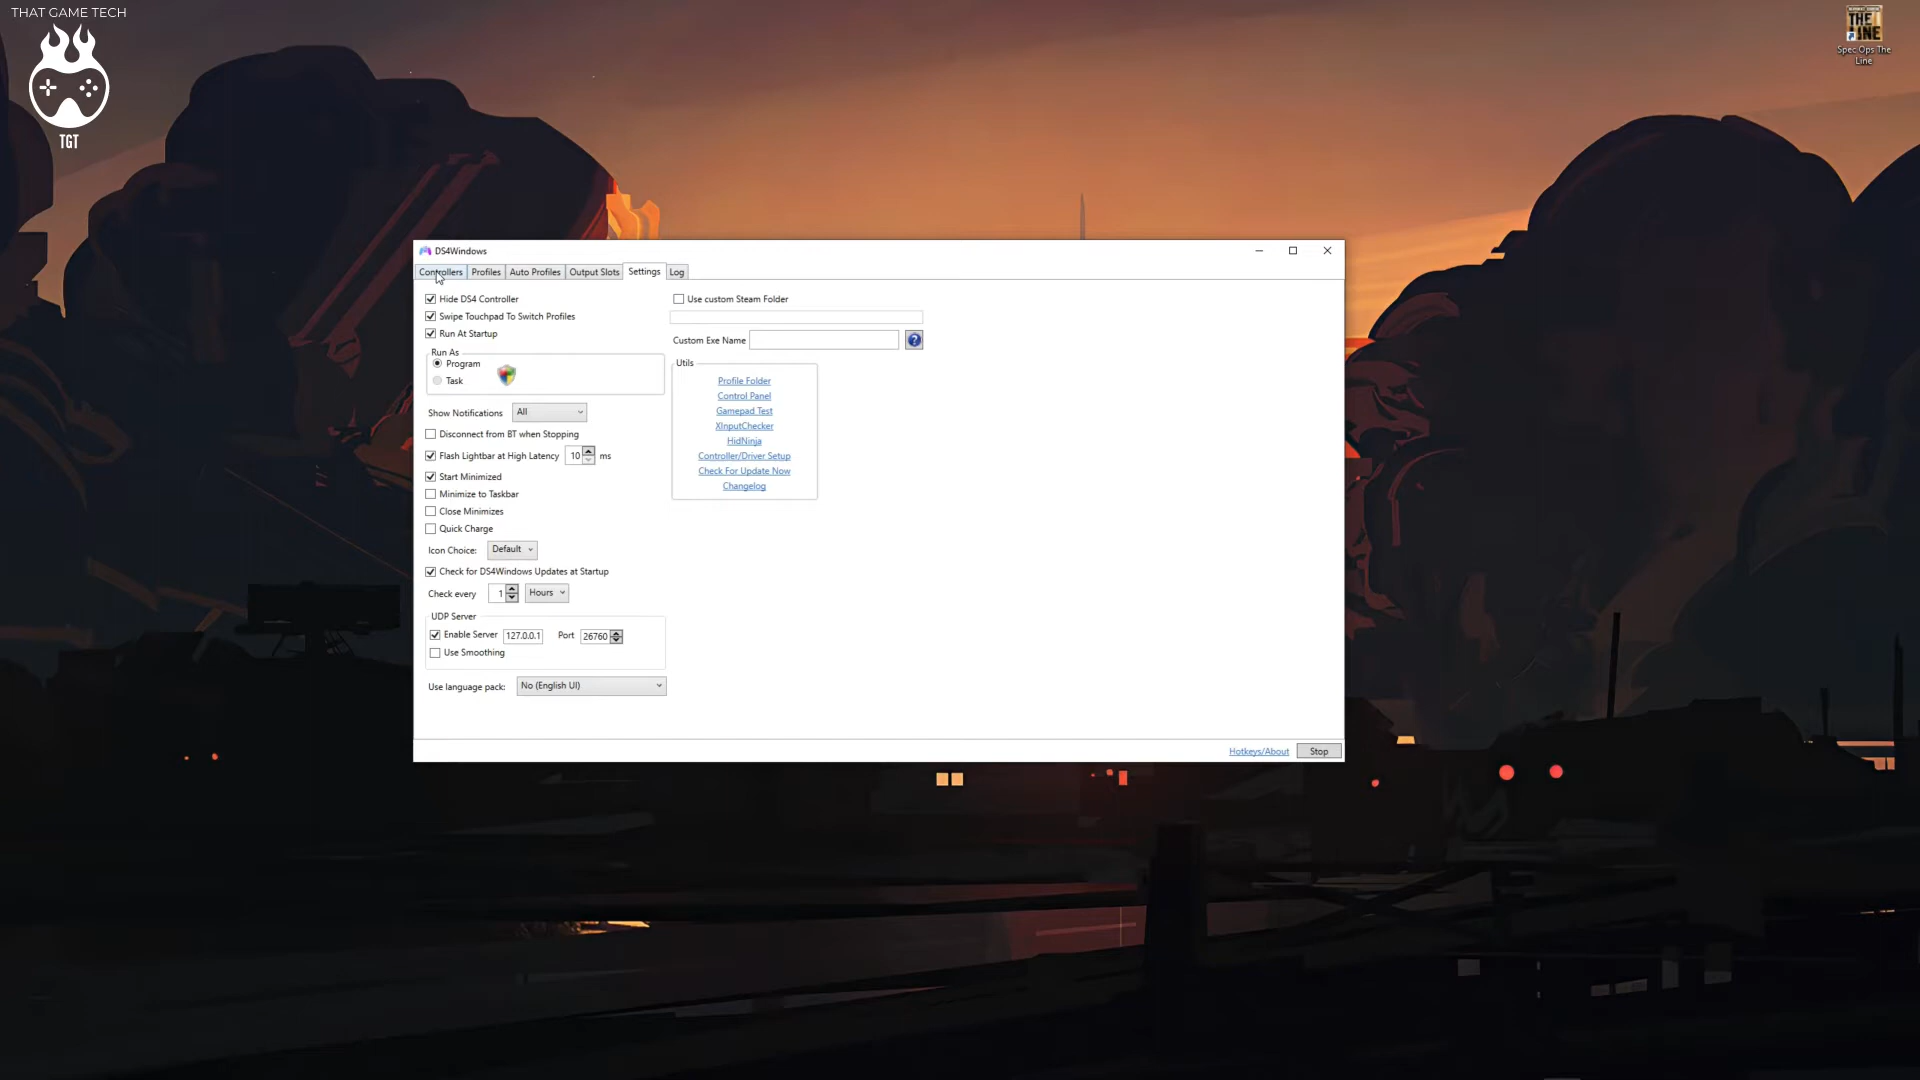 THAT GAME TECH
TGT
THE LINE
Spec Ops The Line
DS4Windows
Controllers Profiles Auto Profiles Output Slots Settings Log
Hide DS4 Controller
Swipe Touchpad To Switch Profiles
Run At Startup
Run As
Program
Task
Show Notifications All
Disconnect from BT when Stopping
Flash Lightbar at High Latency 10 ms
Start Minimized
Minimize to Taskbar
Close Minimizes
Quick Charge
Icon Choice: Default
Check for DS4Windows Updates at Startup
Check every 1 Hours
UDP Server
Enable Server 127.0.0.1 Port 26760
Use Smoothing
Use language pack: No (English UI)
Use custom Steam Folder
Custom Exe Name ?
Utils
Profile Folder
Control Panel
Gamepad Test
XInputChecker
HidNinja
Controller/Driver Setup
Check For Update Now
Changelog
Hotkeys/About Stop